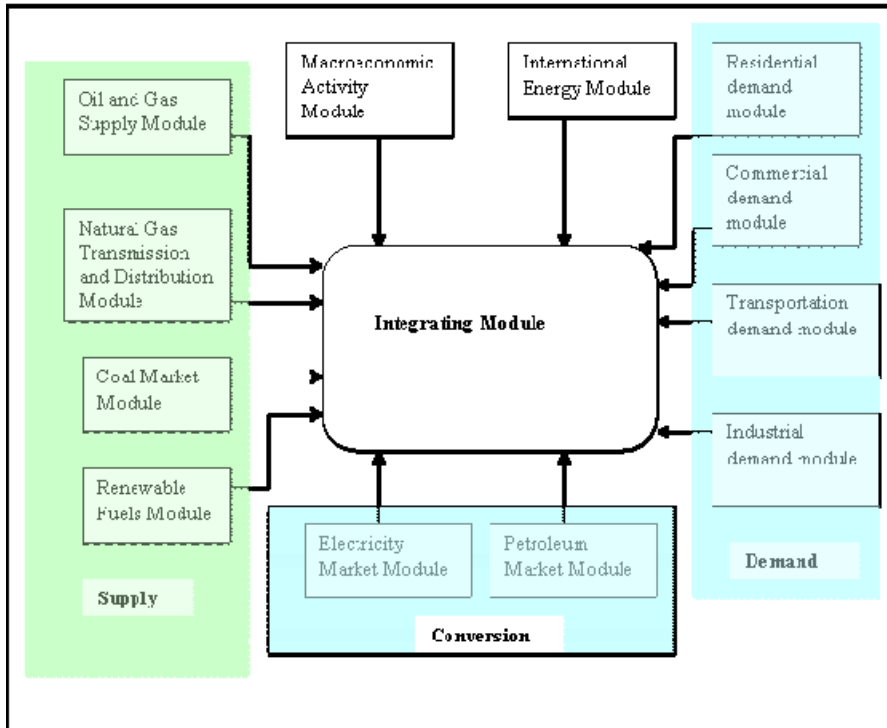 Oil and Gas
Supply Module
Natural Gas
Transmission
and Distribution
Module
Coal Market
Module
Renewable
Fuels Module
Supply
Macroeconomic
Activity
Module
International
Energy Module
Integrating Module
Electricity
Market Module
Petroleum
Market Module
Conversion
Residential
demand
module
Commercial
demand
module
Transportation
demand module
Industrial
demand module
Demand